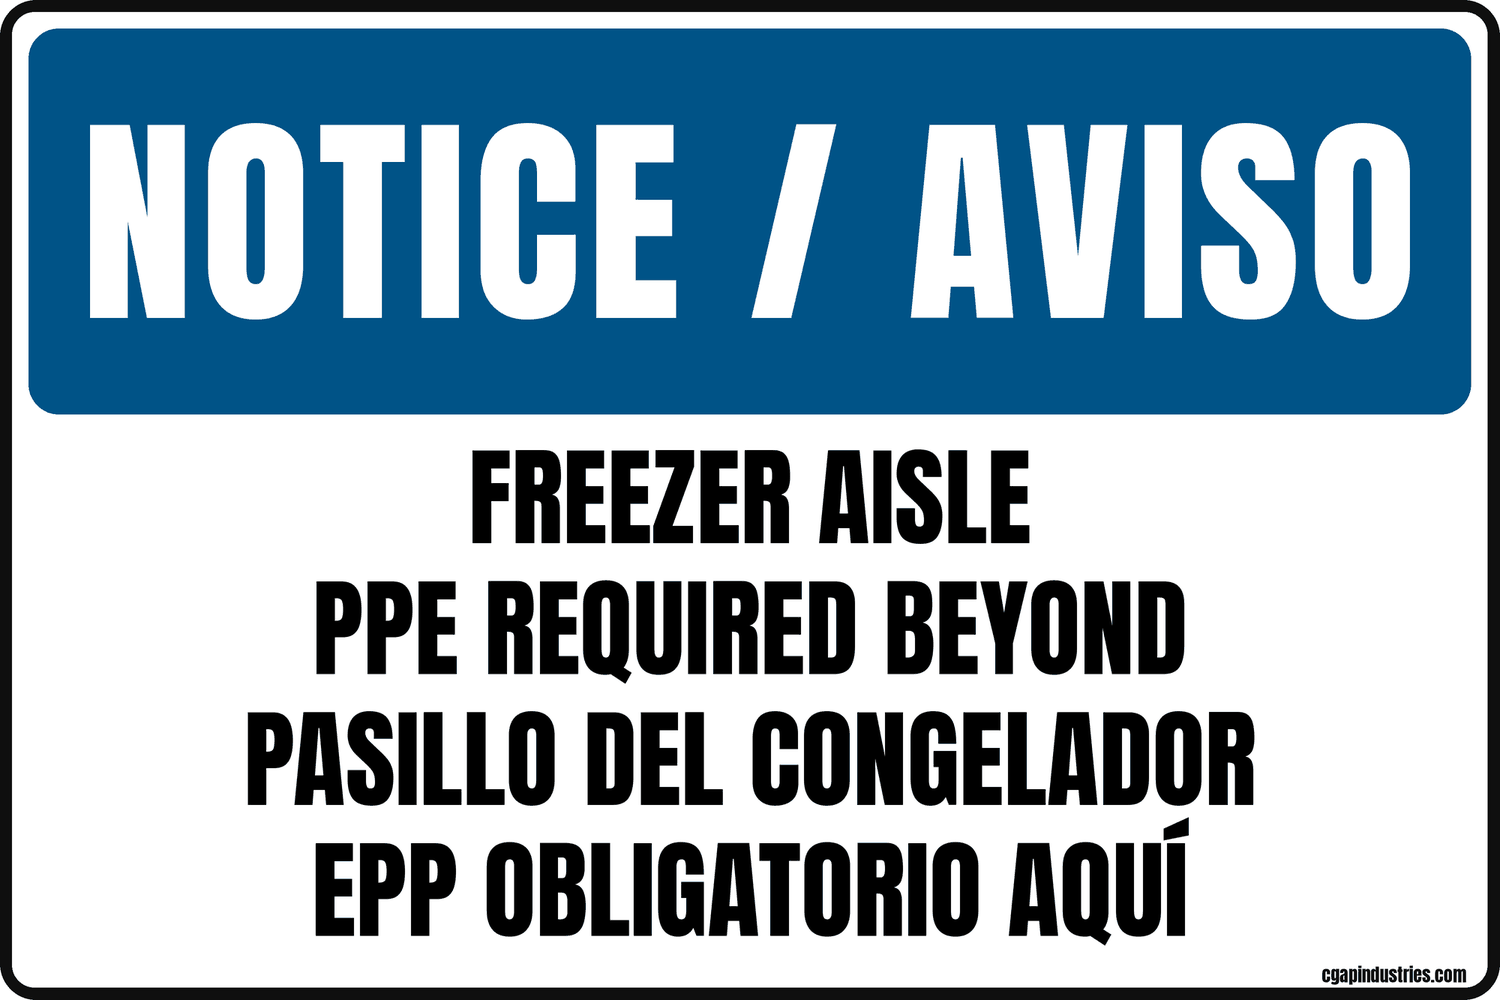 NOTICE / AVISO
FREEZER AISLE
PPE REQUIRED BEYOND
PASILLO DEL CONGELADOR
EPP OBLIGATORIO AQUÍ
cgapindustries.com